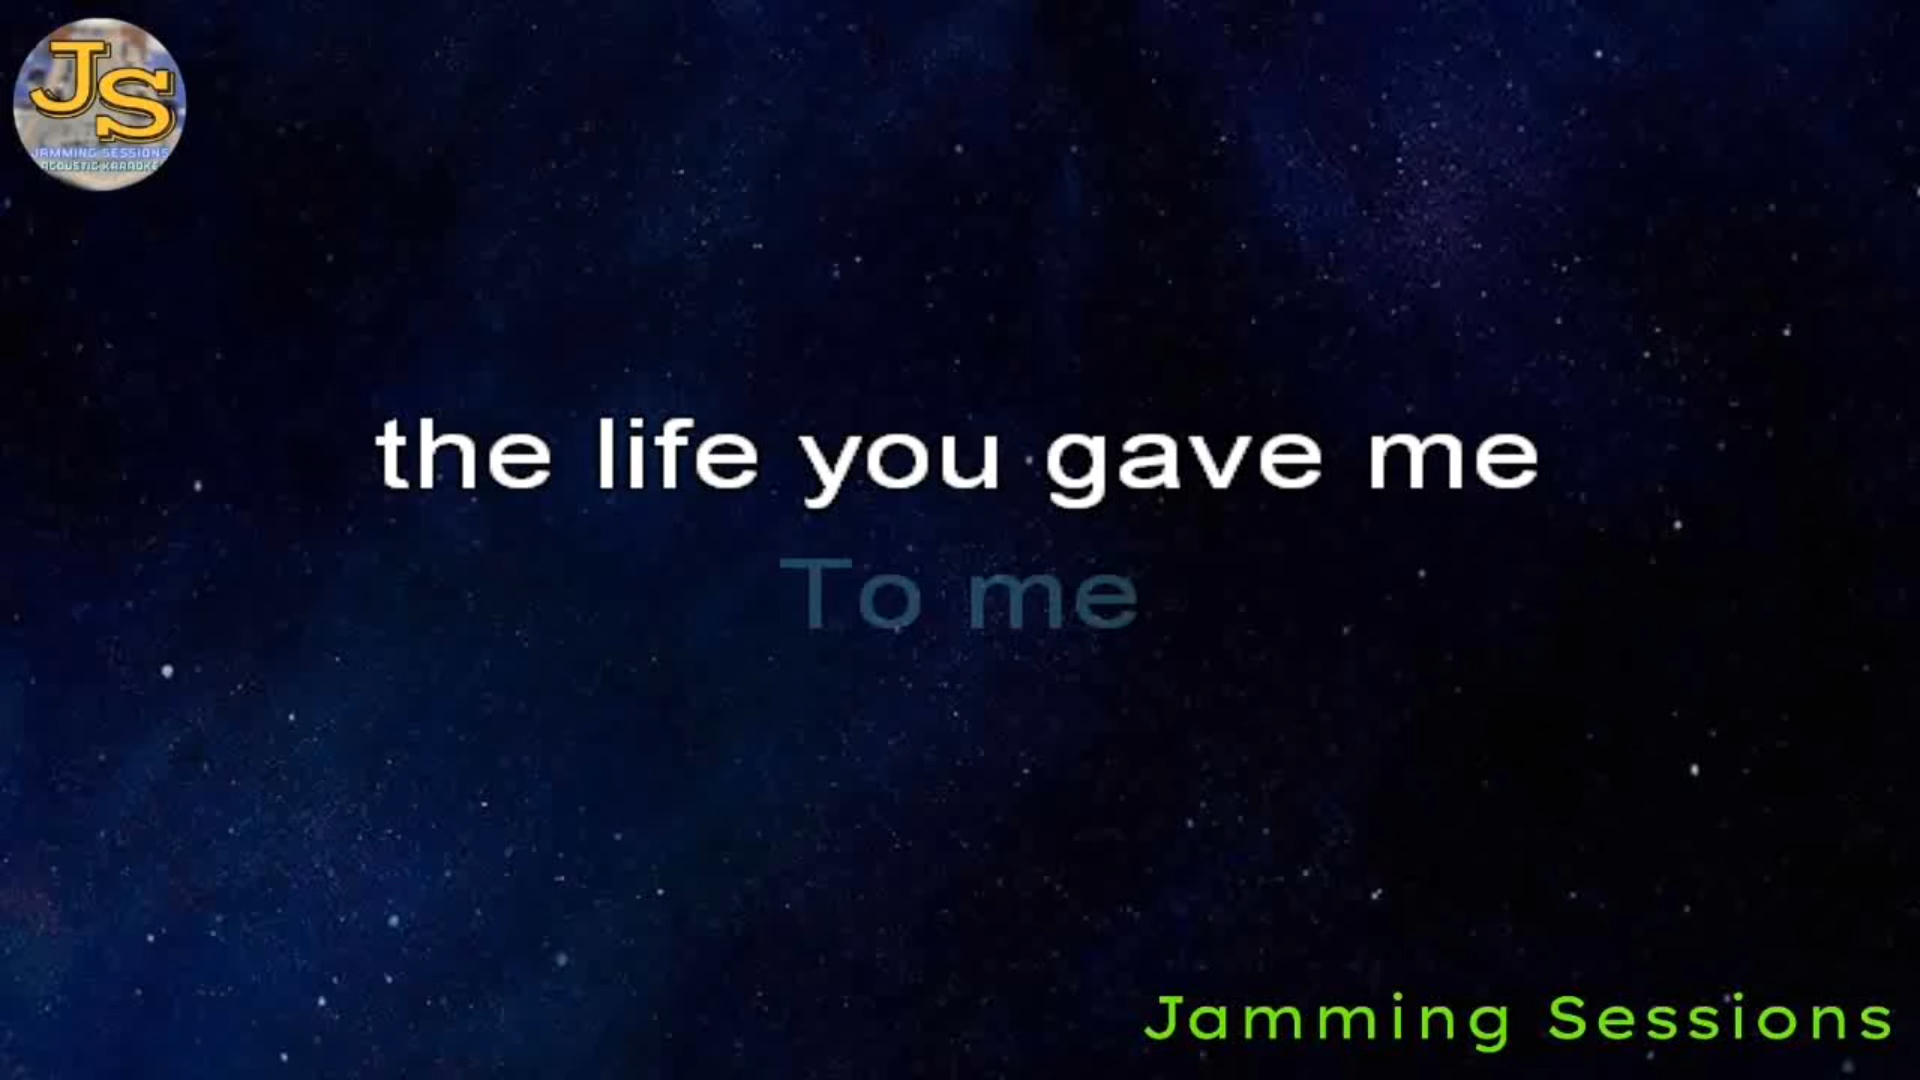 JS
JAMMING SESSIONS
ACOUSTIC KARAOKE
the life you gave me
To me
Jamming Sessions